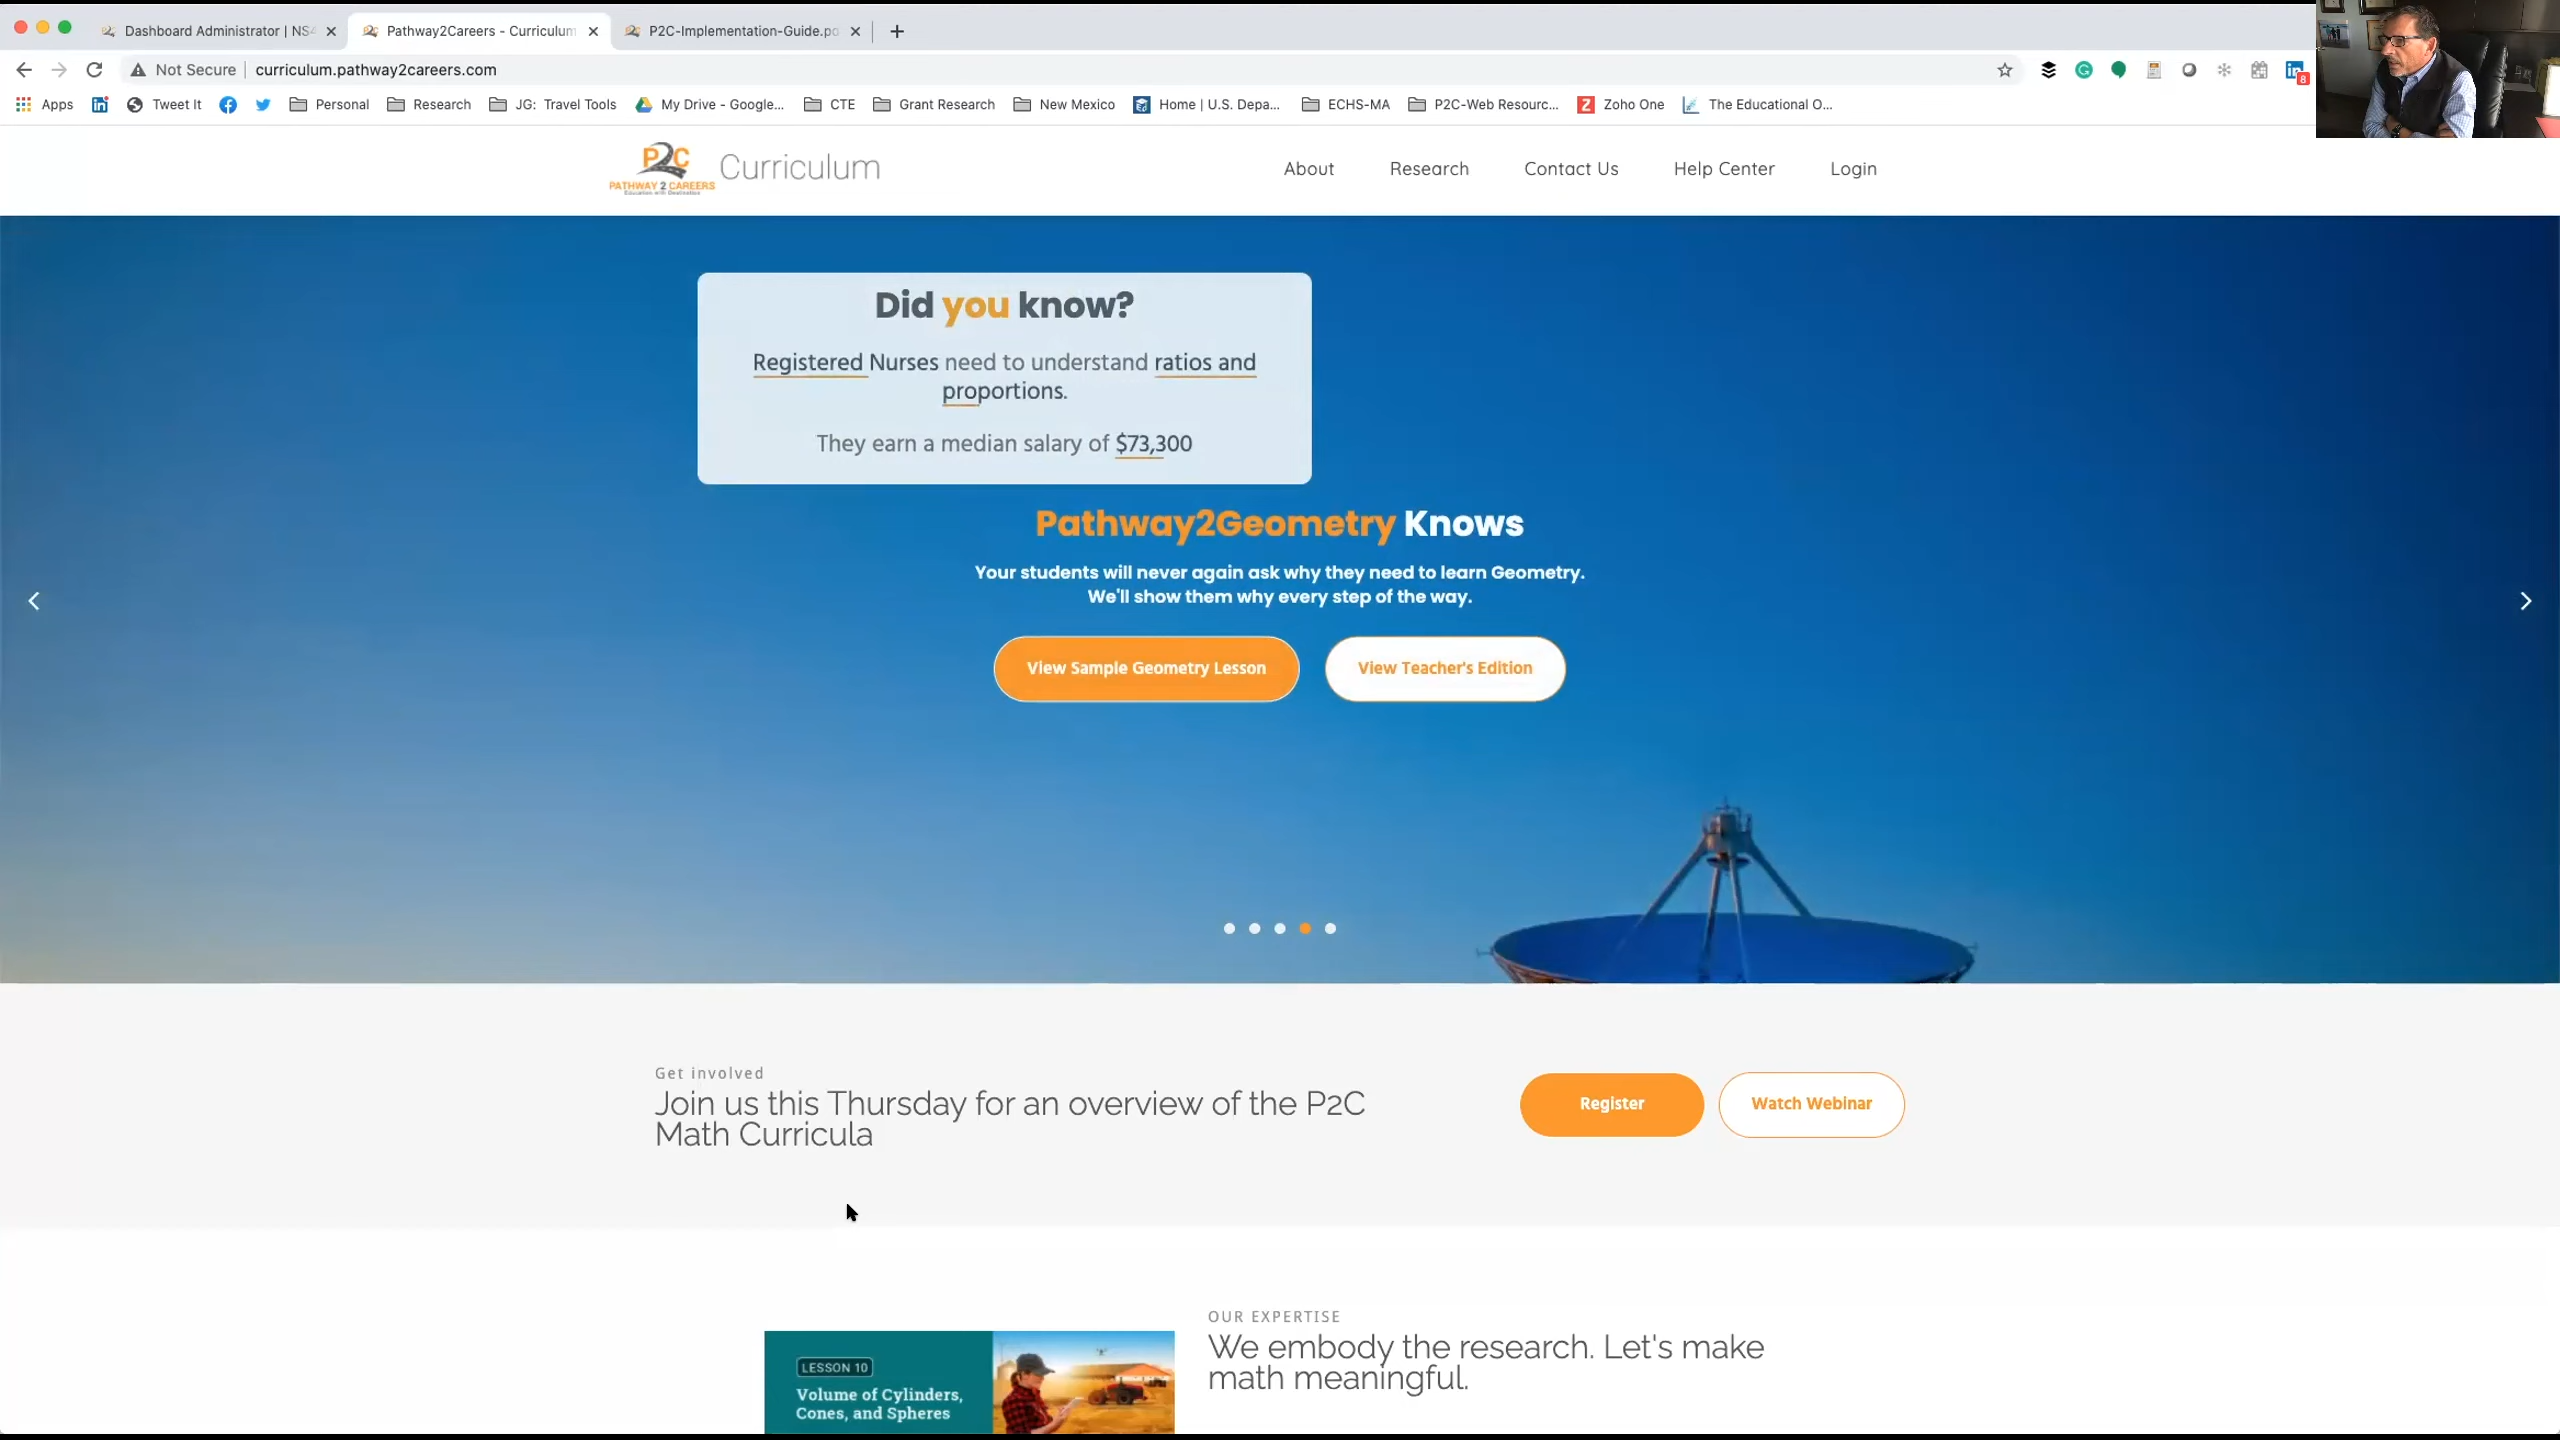 Dashboard Administrator | NS4
Pathway2Careers - Curriculum
P2C-Implementation-Guide.pd
Not Secure
curriculum.pathway2careers.com
8
Apps
Tweet It
Personal
Research
JG: Travel Tools
My Drive - Google...
CTE
Grant Research
New Mexico
Home | U.S. Depa...
ECHS-MA
P2C-Web Resourc...
Zoho One
The Educational O...
P2C
PATHWAY 2 CAREERS
Education with Destination
Curriculum
About
Research
Contact Us
Help Center
Login
Did you know?
Registered Nurses need to understand ratios and
proportions.
They earn a median salary of $73,300
Pathway2Geometry Knows
Your students will never again ask why they need to learn Geometry.
We'll show them why every step of the way.
View Sample Geometry Lesson
View Teacher's Edition
Get involved
Join us this Thursday for an overview of the P2C
Math Curricula
Register
Watch Webinar
OUR EXPERTISE
We embody the research. Let's make
math meaningful.
LESSON 10
Volume of Cylinders,
Cones, and Spheres